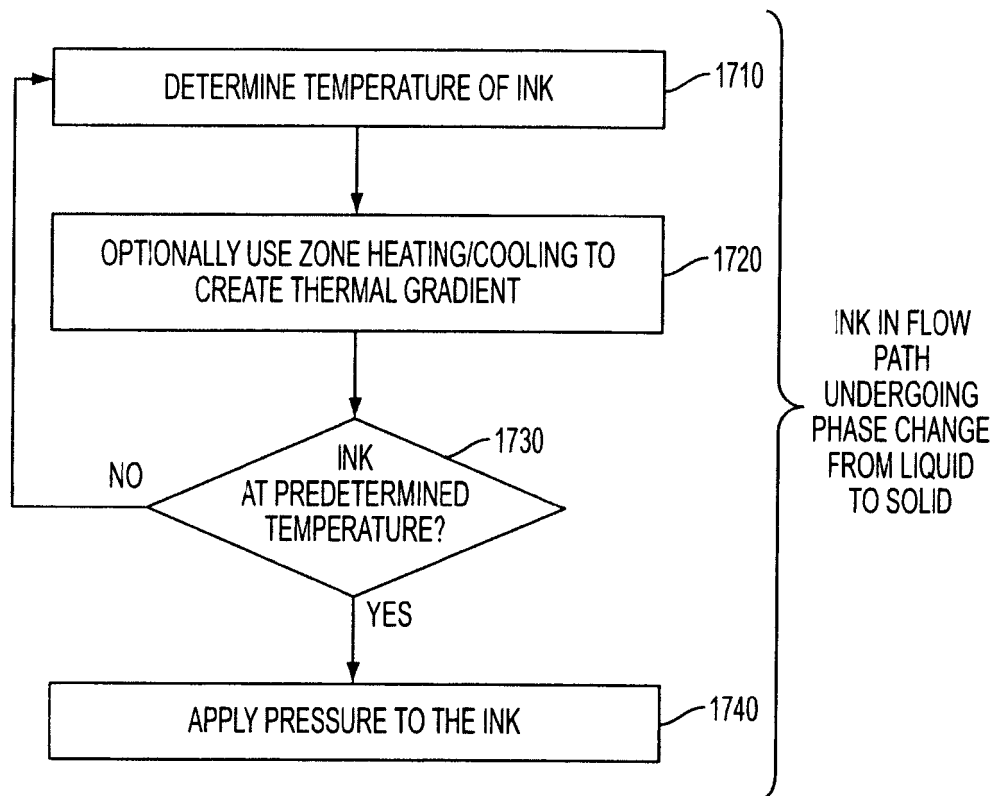 DETERMINE TEMPERATURE OF INK
1710
OPTIONALLY USE ZONE HEATING/COOLING TO
CREATE THERMAL GRADIENT
1720
INK
AT PREDETERMINED
TEMPERATURE?
1730
NO
YES
APPLY PRESSURE TO THE INK
1740
INK IN FLOW
PATH
UNDERGOING
PHASE CHANGE
FROM LIQUID
TO SOLID